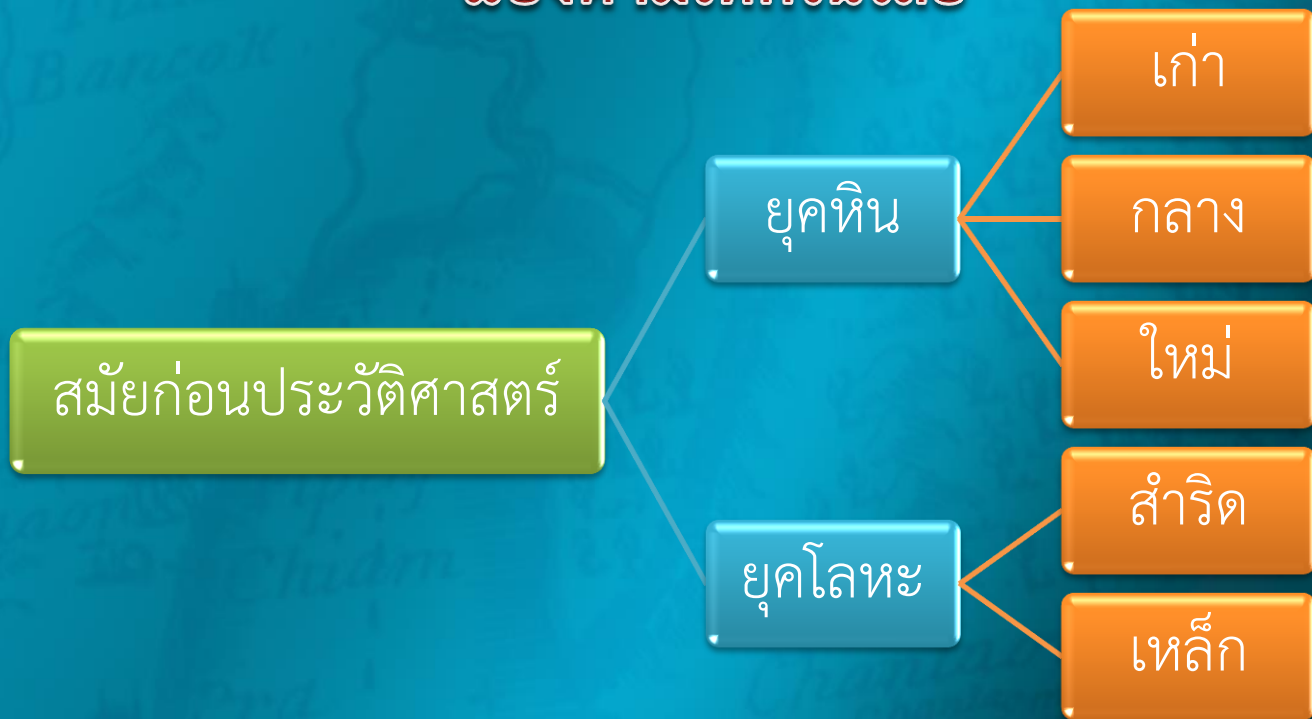 สมัยก่อนประวัติศาสตร์
ยุคหิน
เก่า
กลาง
ใหม่
ยุคโลหะ
สำริด
เหล็ก